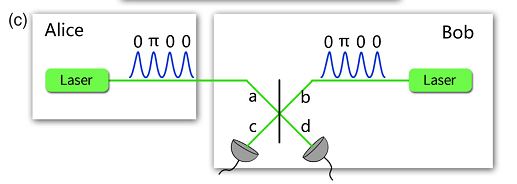 (c)
Alice
Bob
0 π 0 0
0 π 0 0
Laser
Laser
a
b
c
d